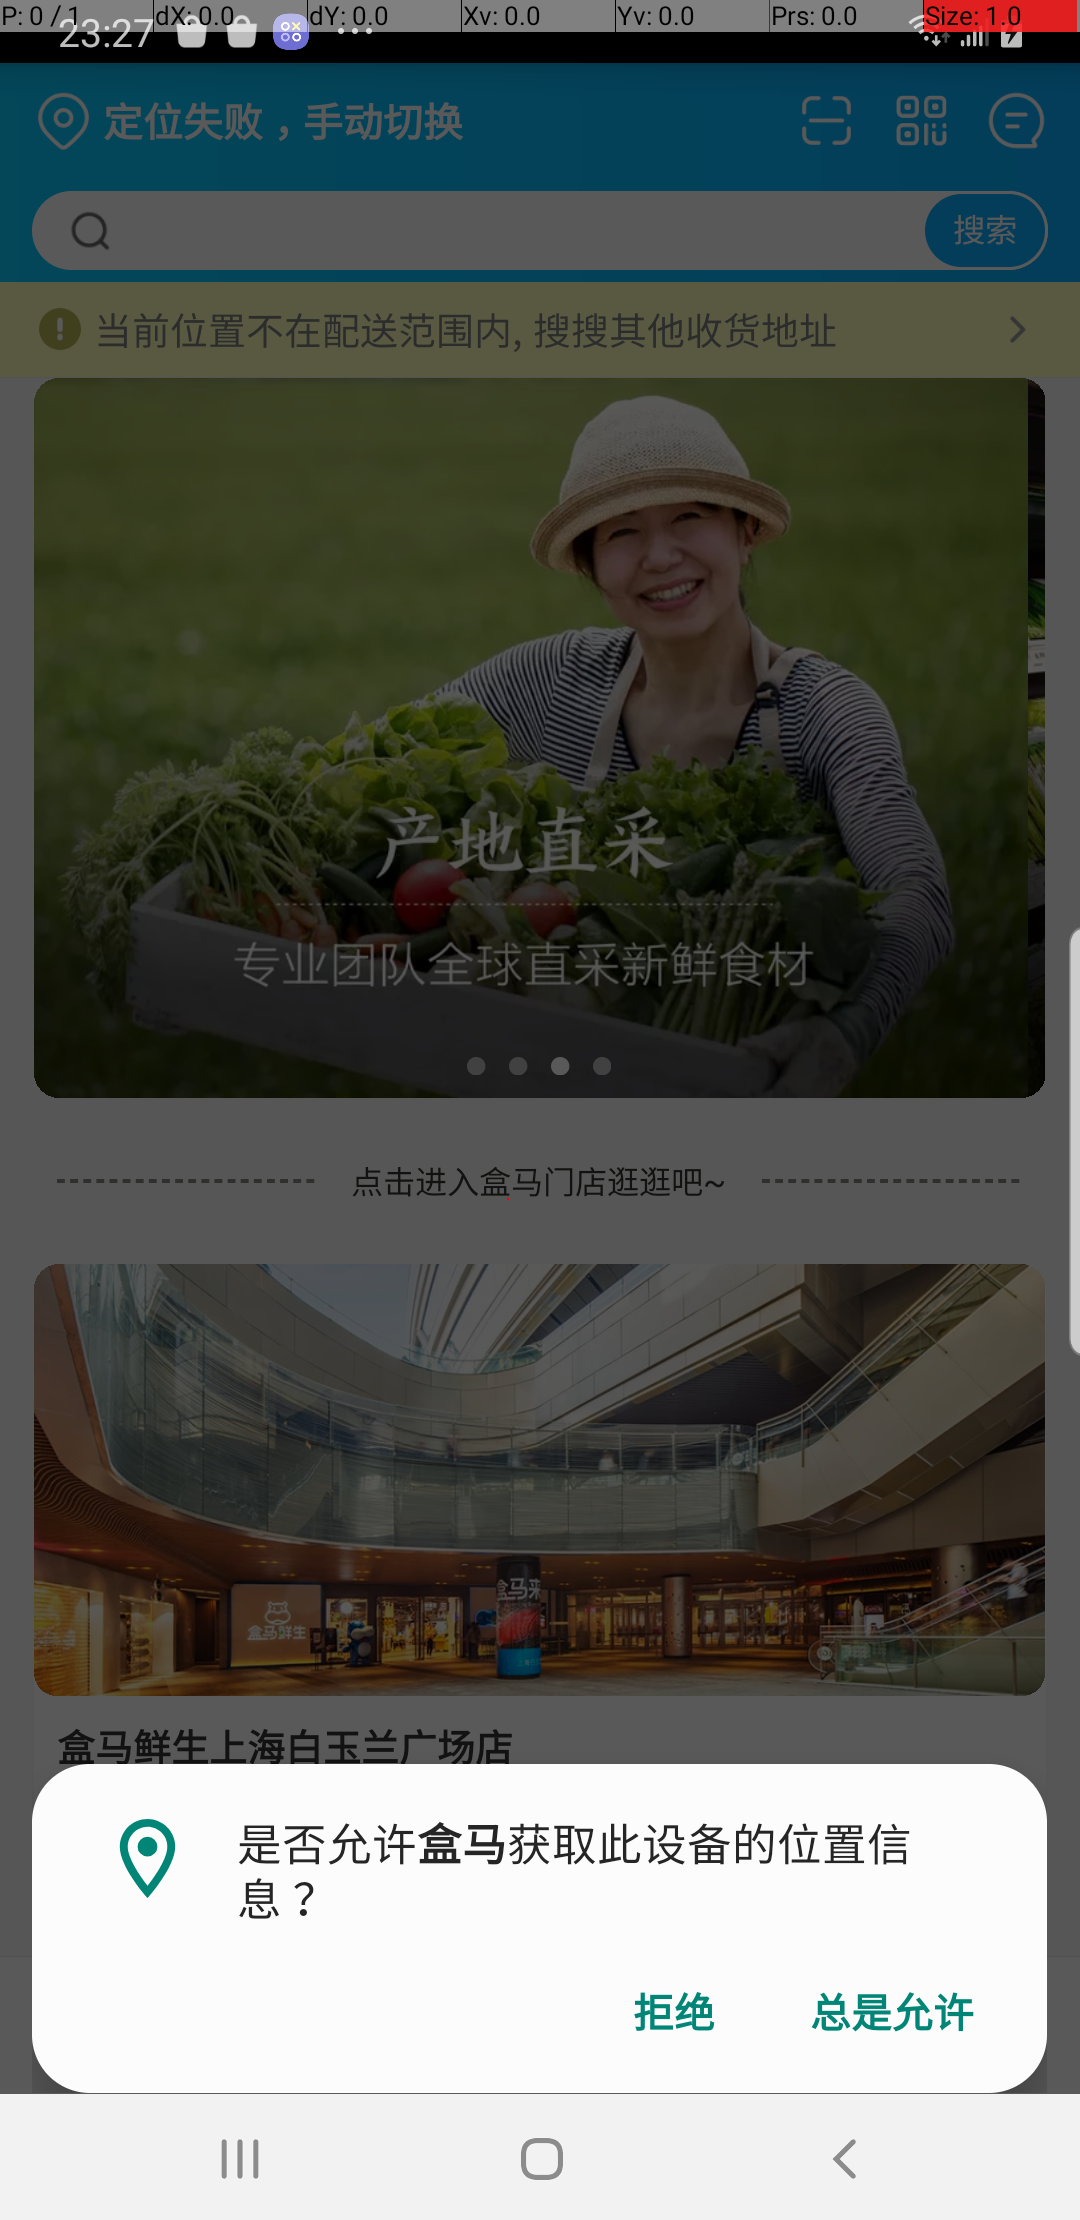 P: 0 / 1 dX: 0.0 dY: 0.0 Xv: 0.0 Yv: 0.0 Prs: 0.0 Size: 1.0
23:27
定位失败，手动切换
搜索
当前位置不在配送范围内, 搜搜其他收货地址
产地直采
专业团队全球直采新鲜食材
点击进入盒马门店逛逛吧~
盒马来
盒马鲜生
盒马鲜生上海白玉兰广场店
是否允许盒马获取此设备的位置信
息？
拒绝 总是允许